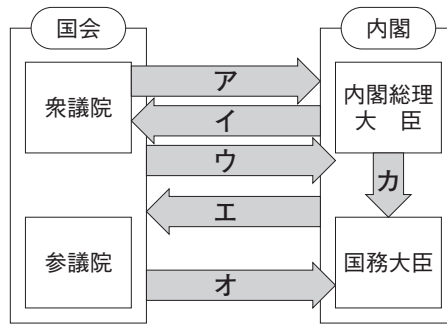 国会
内閣
衆議院
参議院
内閣総理
大臣
国務大臣
ア
イ
ウ
エ
オ
カ